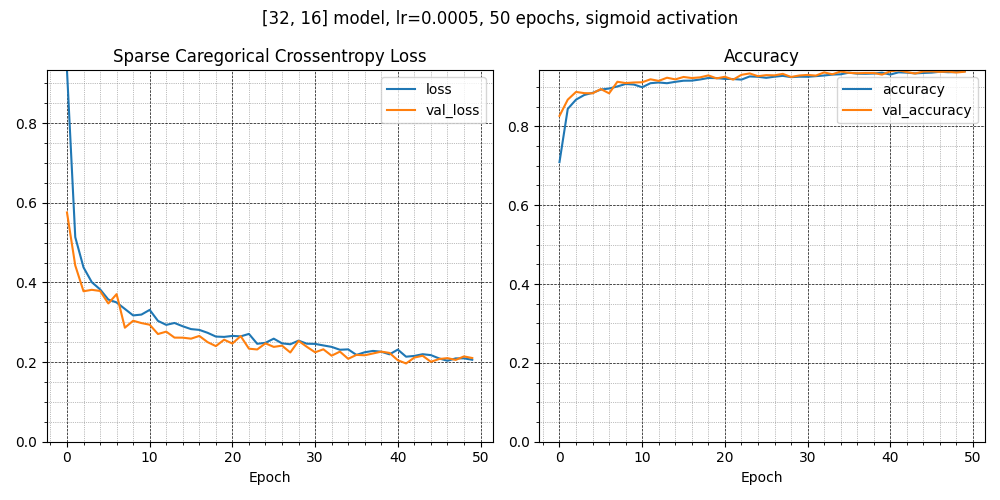 [32, 16] model, lr=0.0005, 50 epochs, sigmoid activation
Sparse Caregorical Crossentropy Loss
loss
val_loss
0.8
0.6
0.4
0.2
0.0
0 10 20 30 40 50
Epoch
Accuracy
accuracy
val_accuracy
0.8
0.6
0.4
0.2
0.0
0 10 20 30 40 50
Epoch